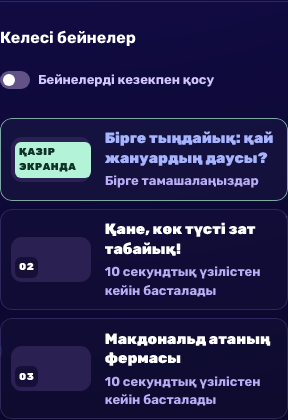 Келесі бейнелер
Бейнелерді кезекпен қосу
ҚАЗІР
ЭКРАНДА
Бірге тыңдайық: қай
жануардың даусы?
Бірге тамашалаңыздар
02
Қане, көк түсті зат
табайық!
10 секундтық үзілістен
кейін басталады
03
Макдональд атаның
фермасы
10 секундтық үзілістен
кейін басталады